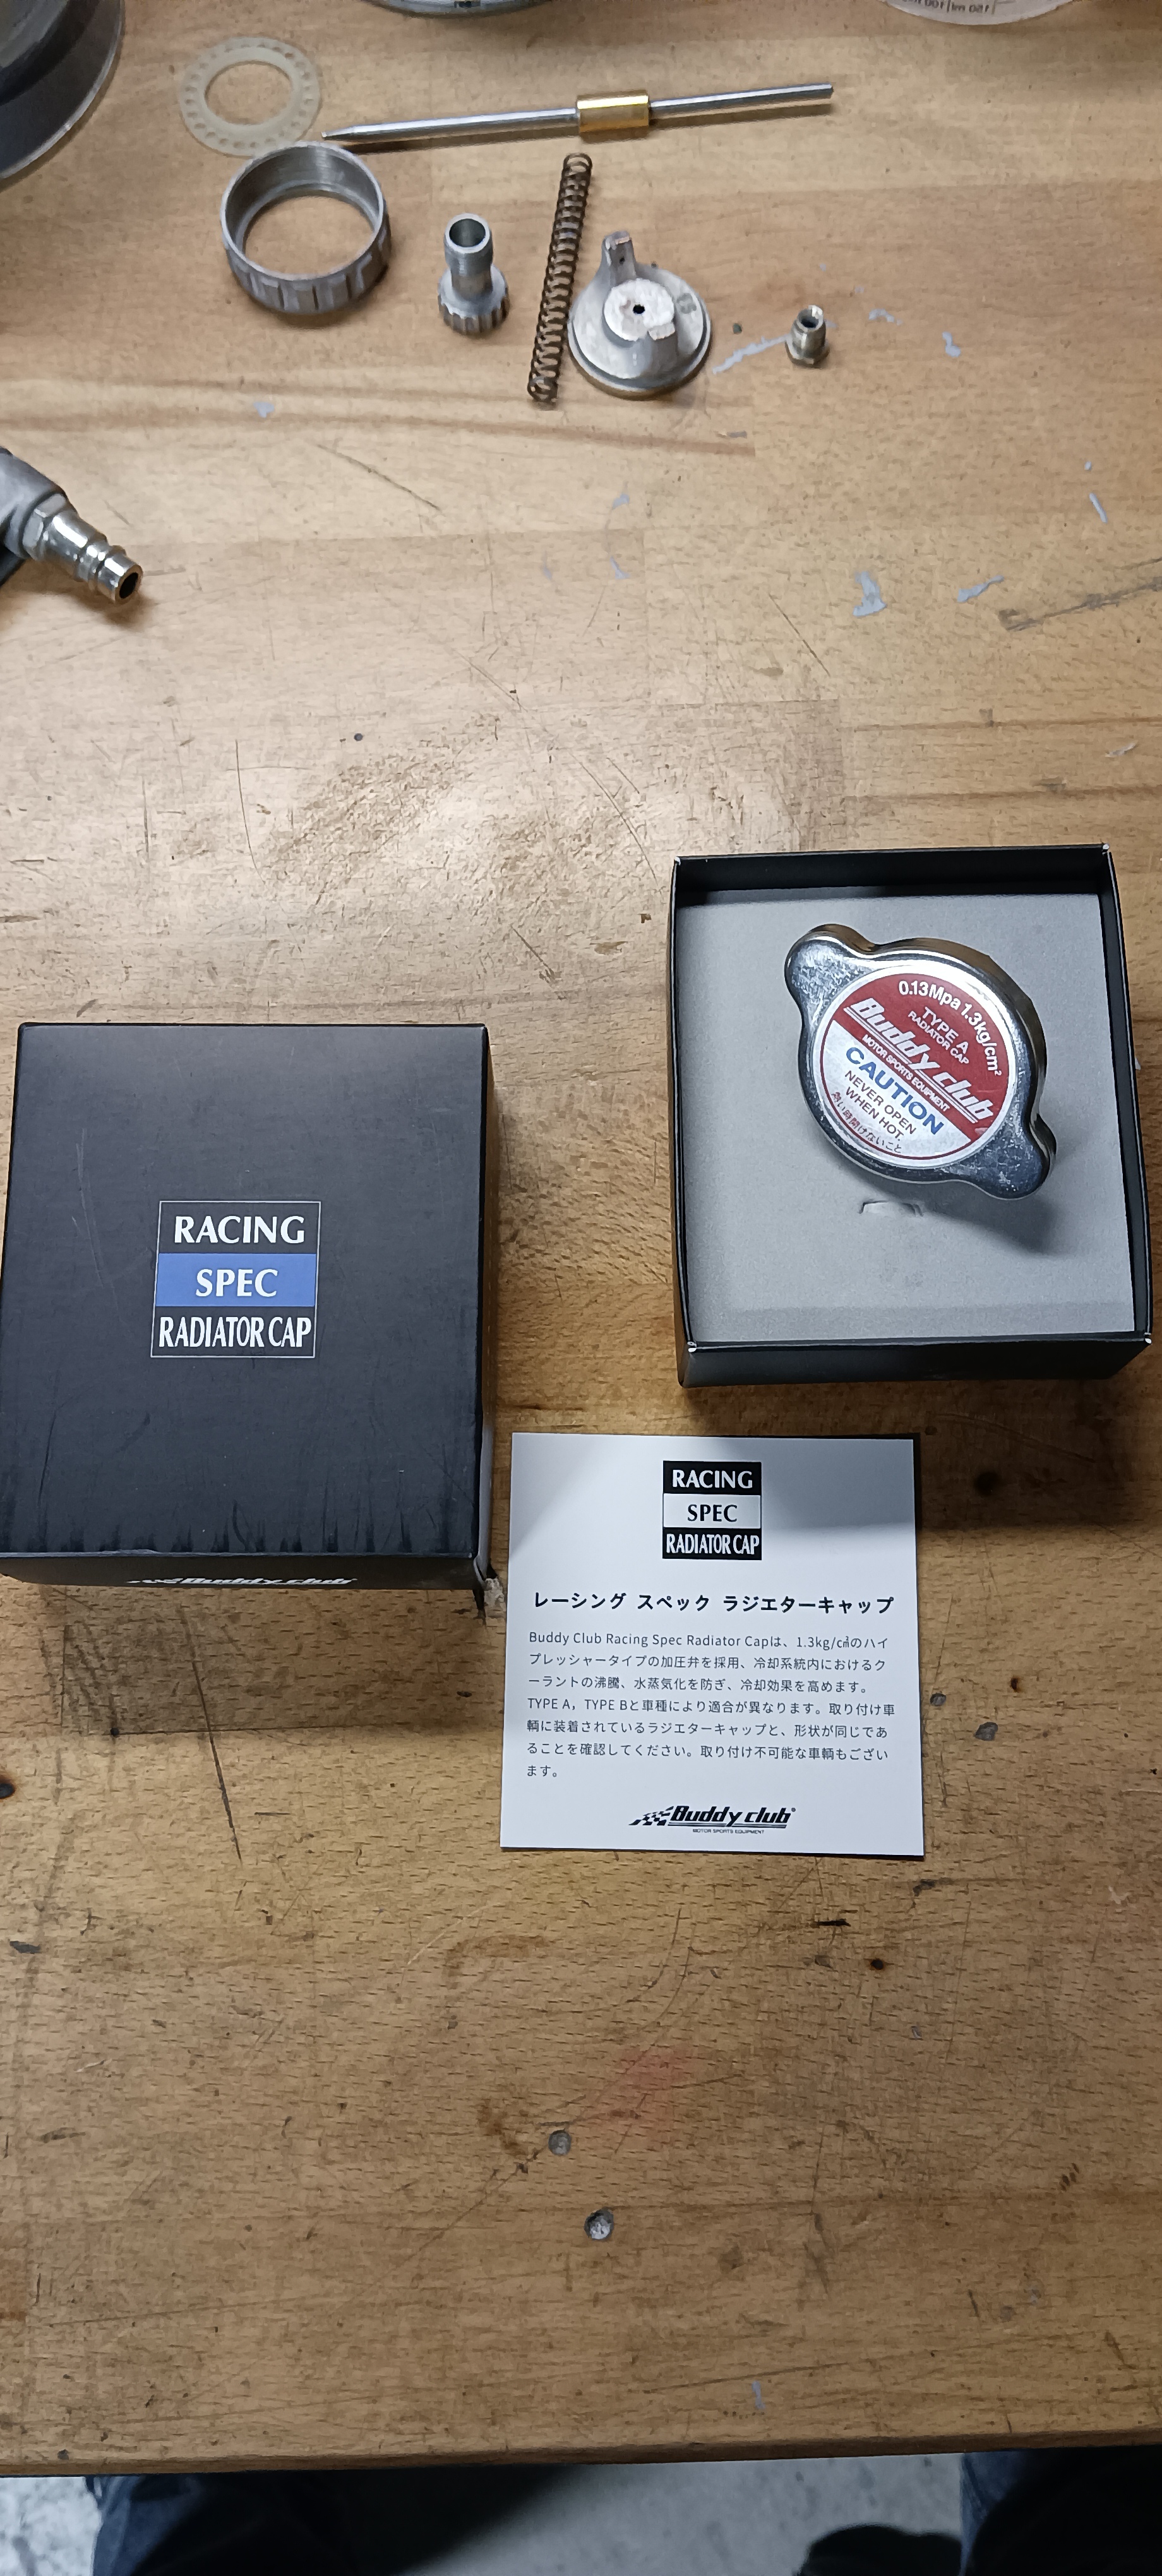 0.13Mpa 1.3kg/cm²
TYPE A
RADIATOR CAP
Buddy club
MOTOR SPORTS EQUIPMENT
CAUTION
NEVER OPEN
WHEN HOT.
熱い時開けないこと
RACING
SPEC
RADIATOR CAP
Buddy club
RACING
SPEC
RADIATOR CAP
レーシング スペック ラジエターキャップ
Buddy Club Racing Spec Radiator Capは、1.3kg/c㎡のハイ
プレッシャータイプの加圧弁を採用、冷却系統内におけるク
ーラントの沸騰、水蒸気化を防ぎ、冷却効果を高めます。
TYPE A，TYPE Bと車種により適合が異なります。取り付け車
輌に装着されているラジエターキャップと、形状が同じであ
ることを確認してください。取り付け不可能な車輌もござい
ます。
Buddy club®
MOTOR SPORTS EQUIPMENT